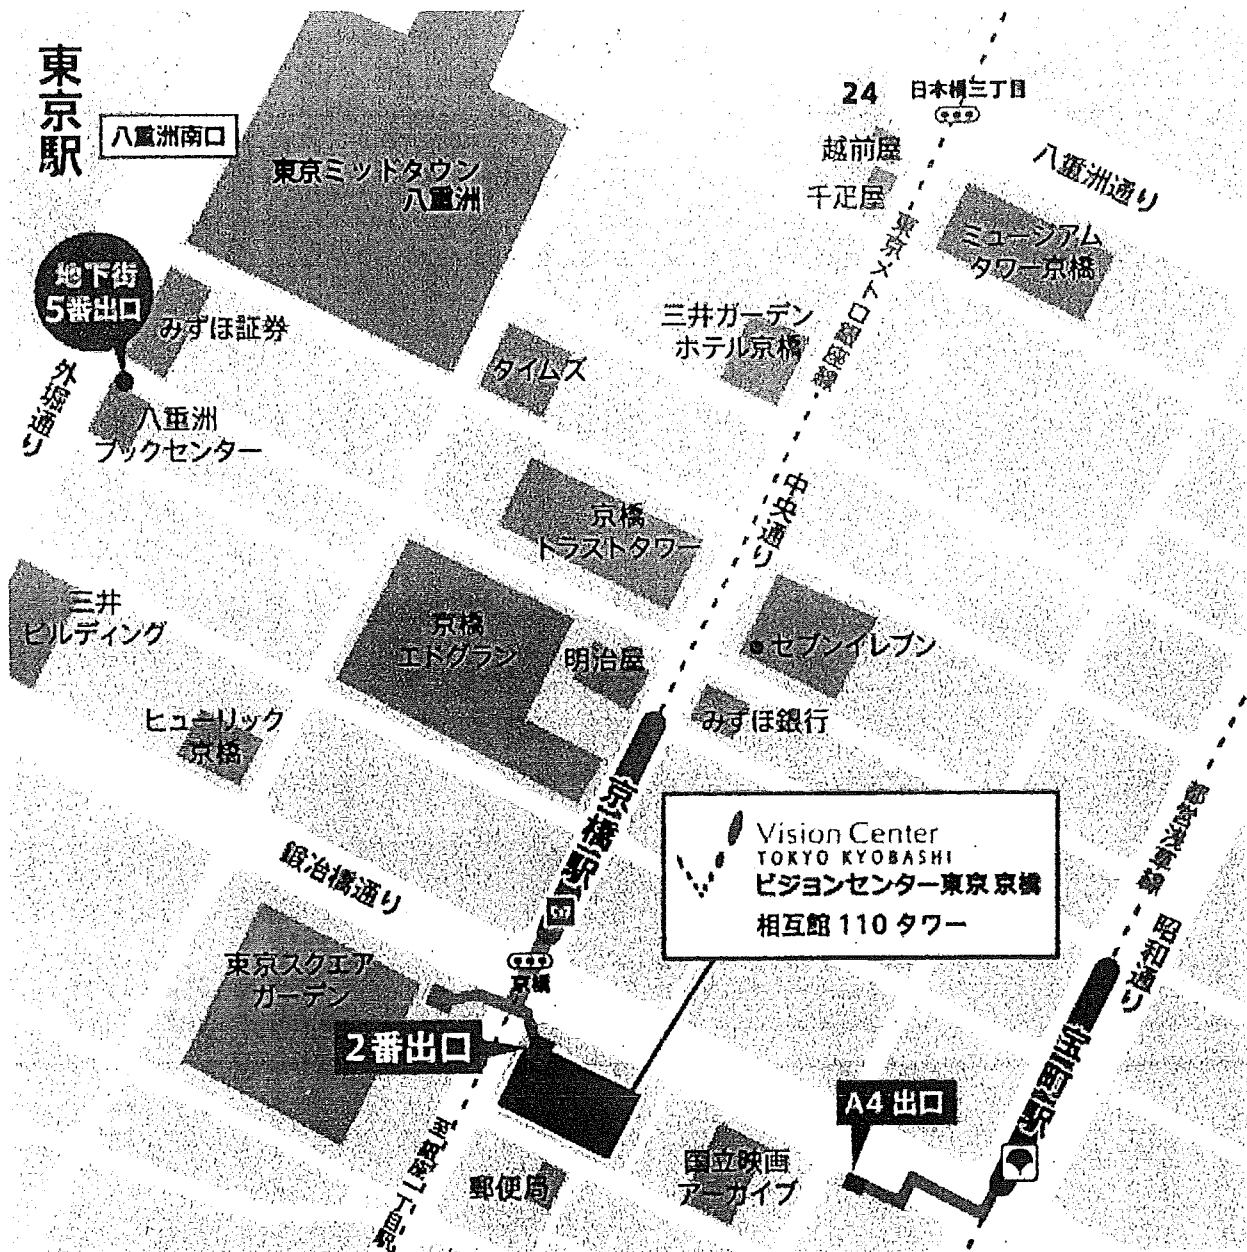 東京駅
八重洲南口
東京ミッドタウン
八重洲
24
日本橋三丁目
越前屋
千疋屋
八重洲通り
ミュージアム
タワー京橋
東京メトロ銀座線
地下街
5番出口
みずほ証券
外堀通り
八重洲
ブックセンター
タイムズ
三井ガーデン
ホテル京橋
中央通り
京橋
トラストタワー
三井
ビルディング
京橋
エドグラン
明治屋
セブンイレブン
みずほ銀行
ヒューリック
京橋
京橋駅
Vision Center
TOKYO KYOBASHI
ビジョンセンター東京 京橋
相互館 110 タワー
都営浅草線
昭和通り
鍛冶橋通り
東京スクエア
ガーデン
京橋
2番出口
宝町駅
A4 出口
国立映画
アーカイブ
郵便局